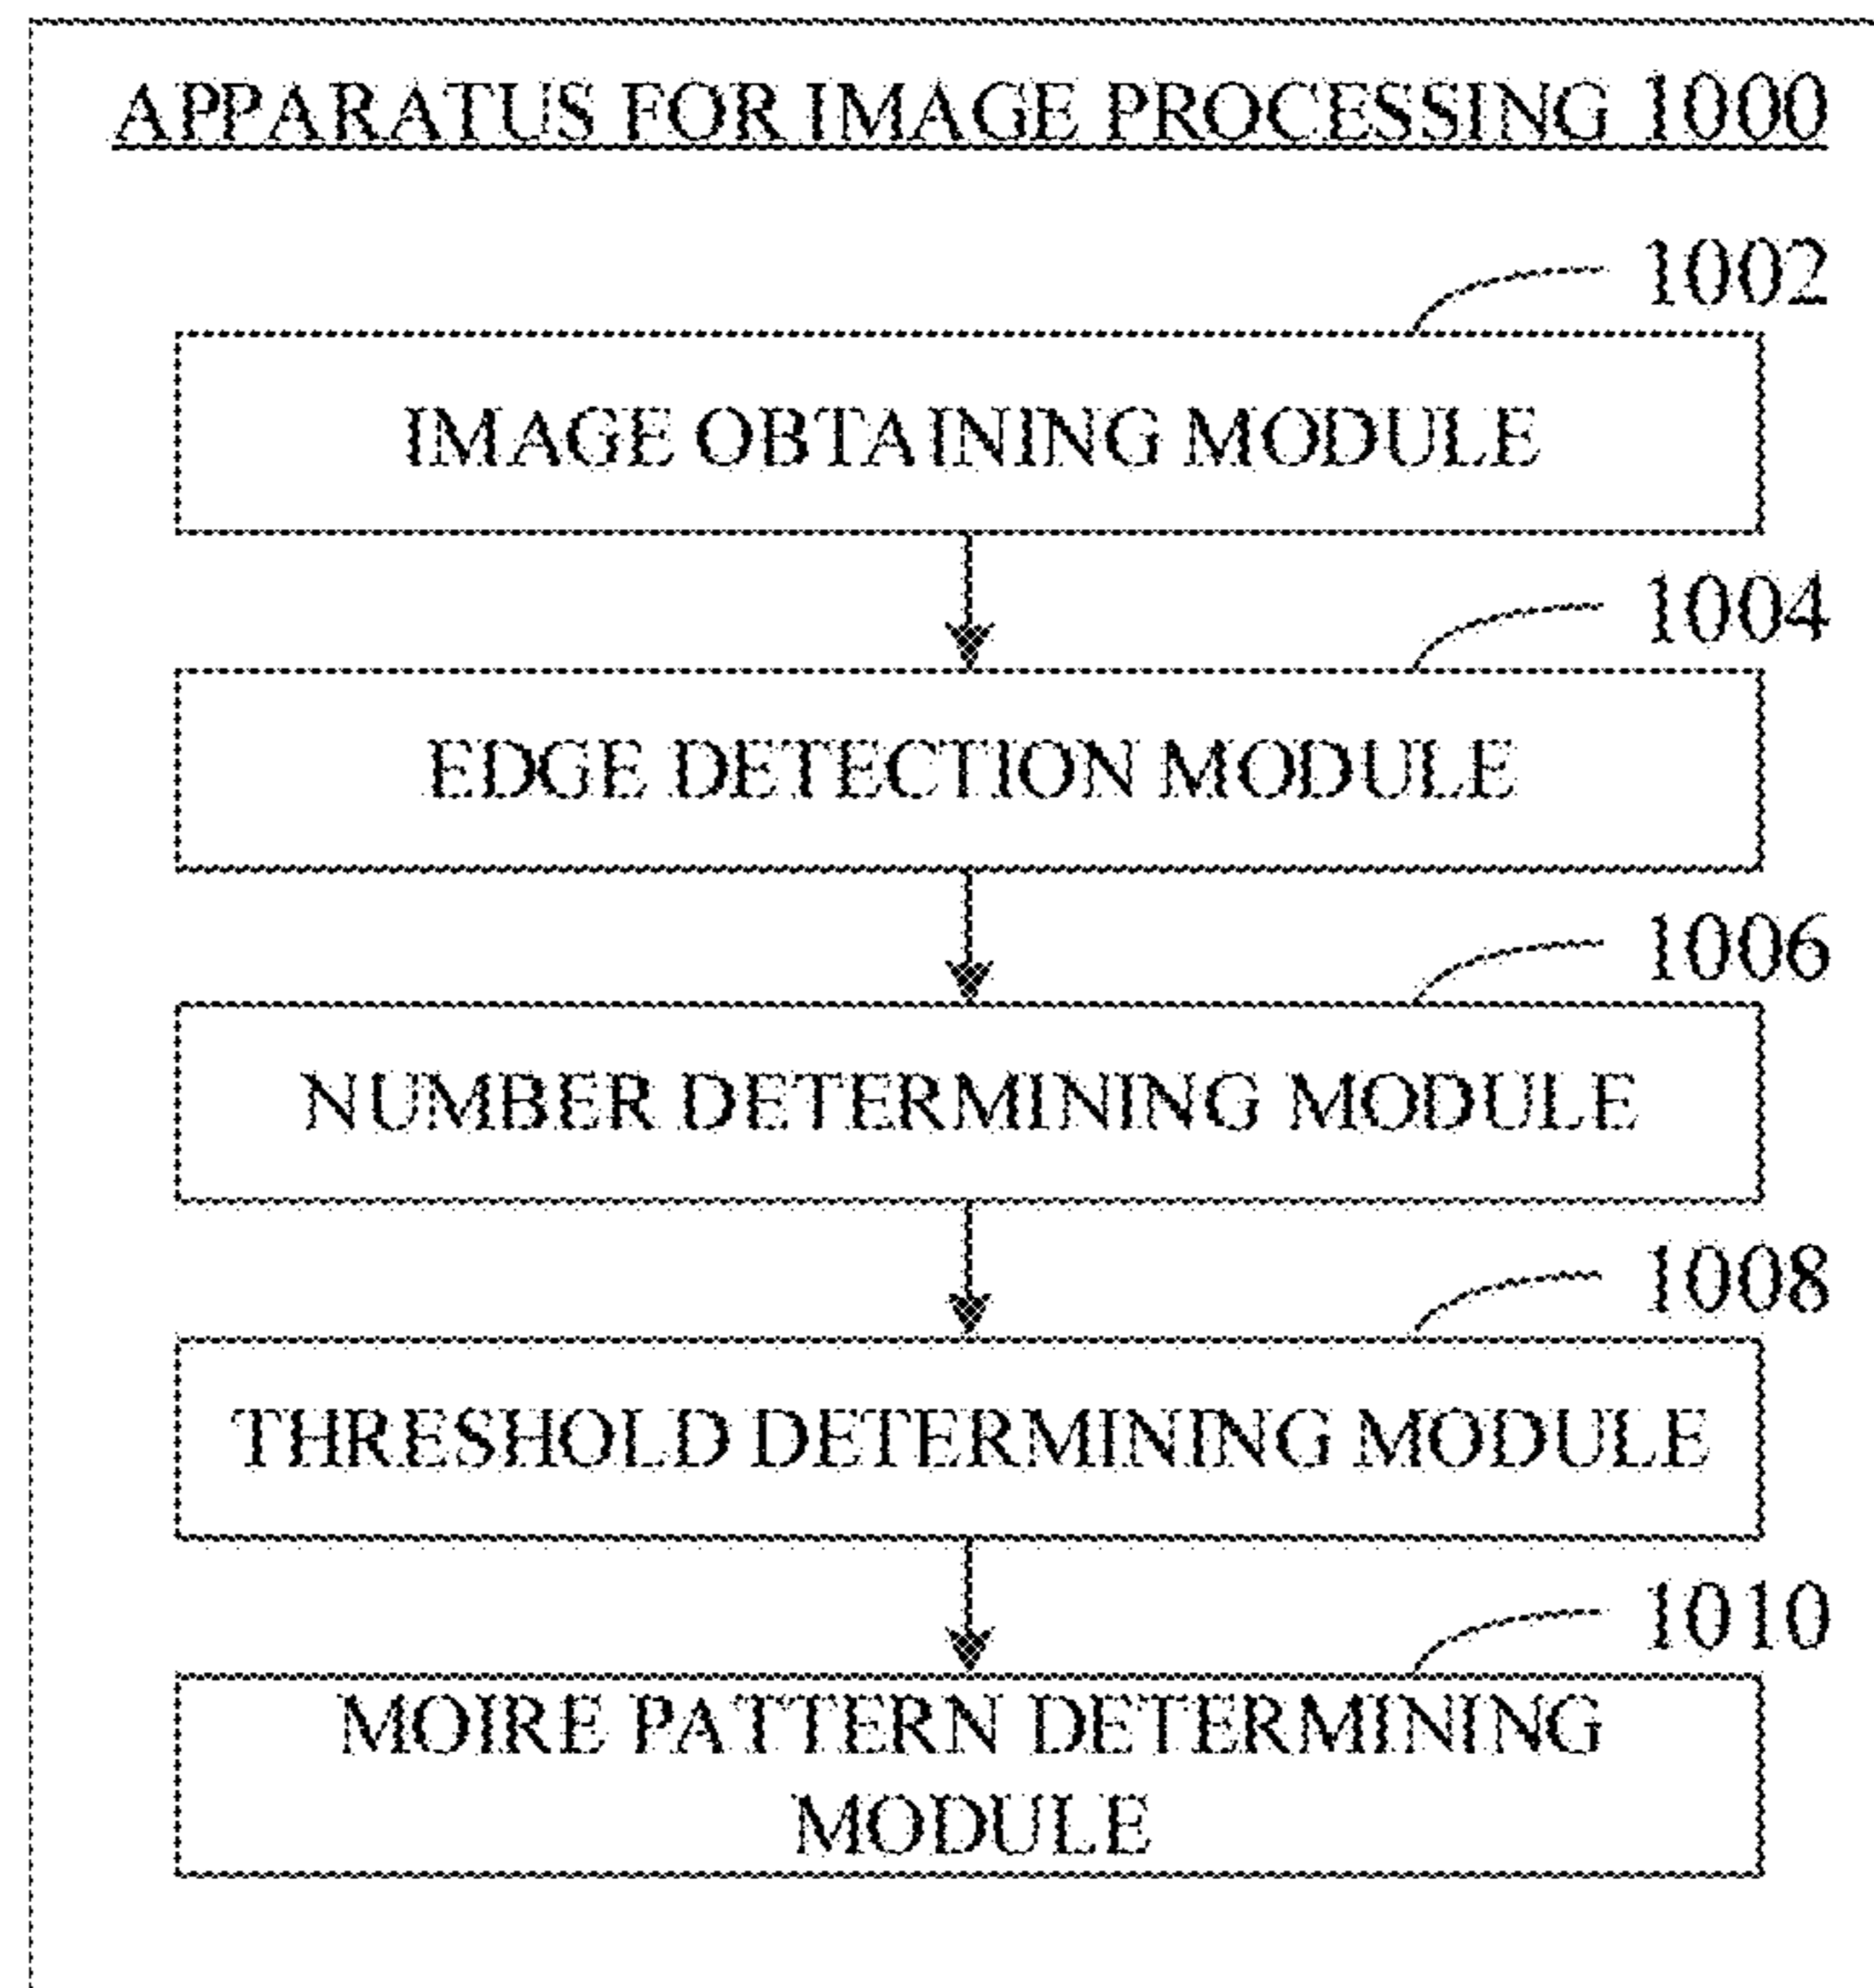 APPARATUS FOR IMAGE PROCESSING 1000
1002
IMAGE OBTAINING MODULE
1004
EDGE DETECTION MODULE
1006
NUMBER DETERMINING MODULE
1008
THRESHOLD DETERMINING MODULE
1010
MOIRE PATTERN DETERMINING
MODULE